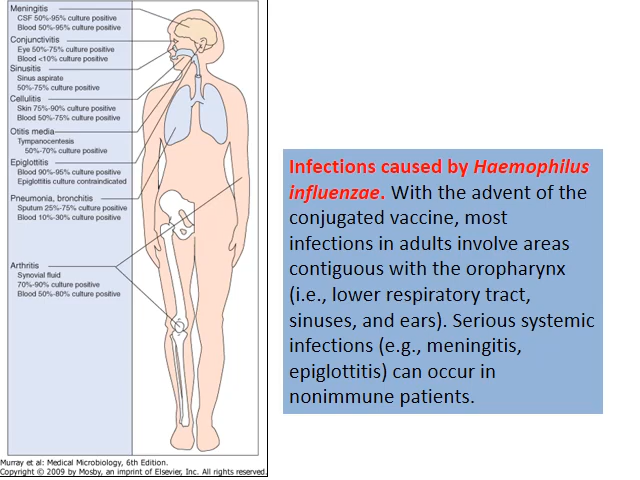 Meningitis
CSF 50%-95% culture positive
Blood 50%-95% culture positive
Conjunctivitis
Eye 50%-75% culture positive
Blood <10% culture positive
Sinusitis
Sinus aspirate
50%-75% culture positive
Cellulitis
Skin 75%-90% culture positive
Blood 50%-75% culture positive
Otitis media
Tympanocentesis
50%-70% culture positive
Epiglottitis
Blood 90%-95% culture positive
Epiglottitis culture contraindicated
Pneumonia, bronchitis
Sputum 25%-75% culture positive
Blood 10%-30% culture positive
Arthritis
Synovial fluid
70%-90% culture positive
Blood 50%-80% culture positive
Murray et al: Medical Microbiology, 6th Edition.
Copyright © 2009 by Mosby, an imprint of Elsevier, Inc. All rights reserved.
Infections caused by Haemophilus
influenzae. With the advent of the
conjugated vaccine, most
infections in adults involve areas
contiguous with the oropharynx
(i.e., lower respiratory tract,
sinuses, and ears). Serious systemic
infections (e.g., meningitis,
epiglottitis) can occur in
nonimmune patients.